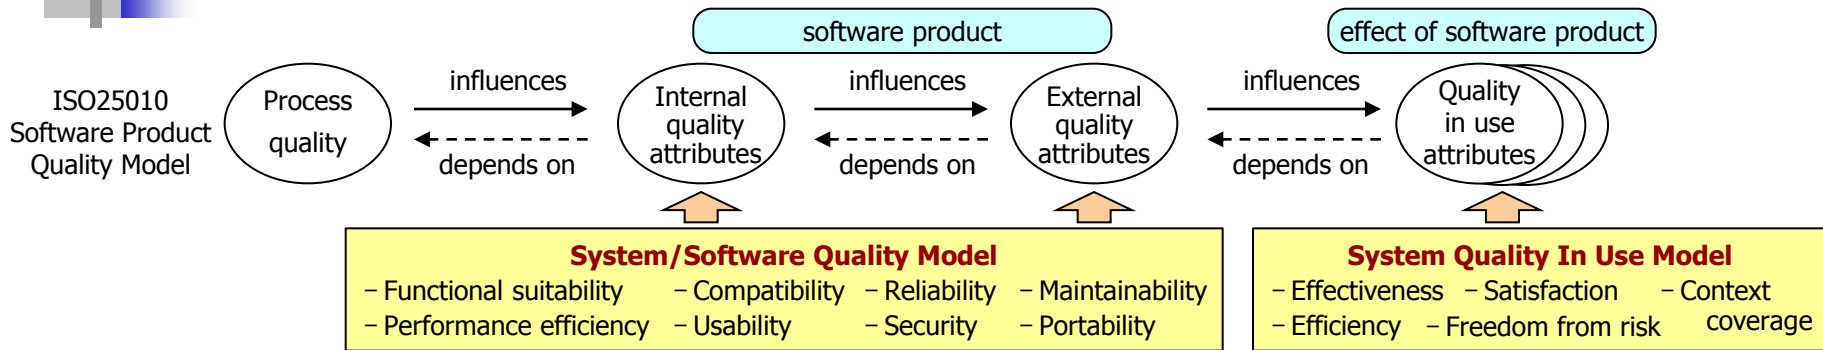 software product
effect of software product
ISO25010
Software Product
Quality Model
Process
quality
influences
depends on
Internal
quality
attributes
influences
depends on
External
quality
attributes
influences
depends on
Quality
in use
attributes
System/Software Quality Model
– Functional suitability – Compatibility – Reliability – Maintainability
– Performance efficiency – Usability – Security – Portability
System Quality In Use Model
– Effectiveness – Satisfaction – Context
– Efficiency – Freedom from risk coverage